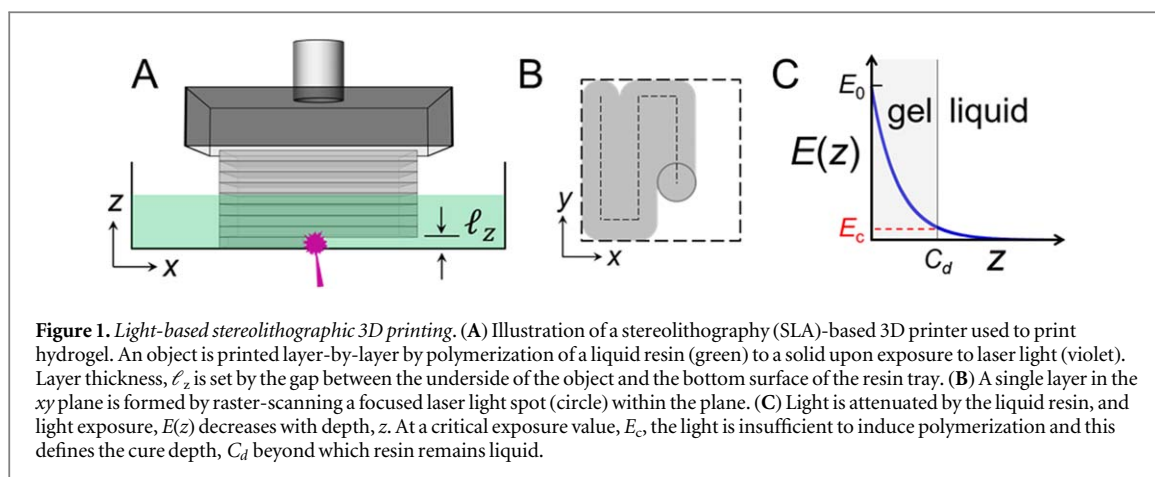 A
z
x
ℓz
B
y
x
C
E0
gel liquid
E(z)
Ec
Cd
z
Figure 1. Light-based stereolithographic 3D printing. (A) Illustration of a stereolithography (SLA)-based 3D printer used to print
hydrogel. An object is printed layer-by-layer by polymerization of a liquid resin (green) to a solid upon exposure to laser light (violet).
Layer thickness, ℓz is set by the gap between the underside of the object and the bottom surface of the resin tray. (B) A single layer in the
xy plane is formed by raster-scanning a focused laser light spot (circle) within the plane. (C) Light is attenuated by the liquid resin, and
light exposure, E(z) decreases with depth, z. At a critical exposure value, Ec, the light is insufficient to induce polymerization and this
defines the cure depth, Cd beyond which resin remains liquid.